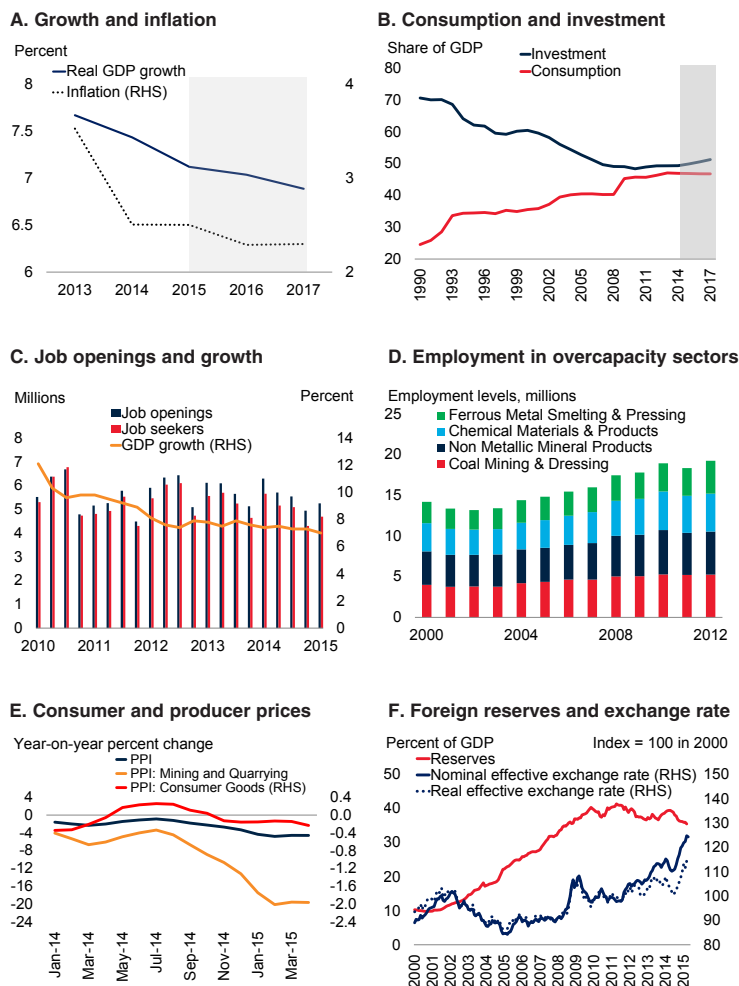 A. Growth and inflation
Percent
Real GDP growth
Inflation (RHS)
8
7.5
7
6.5
6
4
3
2
2013 2014 2015 2016 2017
B. Consumption and investment
Share of GDP
Investment
Consumption
80
70
60
50
40
30
20
1990 1993 1996 1999 2002 2005 2008 2011 2014 2017
C. Job openings and growth
Millions
Percent
Job openings
Job seekers
GDP growth (RHS)
8
7
6
5
4
3
2
1
0
14
12
10
8
6
4
2
0
2010 2011 2012 2013 2014 2015
D. Employment in overcapacity sectors
Employment levels, millions
Ferrous Metal Smelting & Pressing
Chemical Materials & Products
Non Metallic Mineral Products
Coal Mining & Dressing
25
20
15
10
5
0
2000 2004 2008 2012
E. Consumer and producer prices
Year-on-year percent change
PPI
PPI: Mining and Quarrying
PPI: Consumer Goods (RHS)
4
0
-4
-8
-12
-16
-20
-24
0.4
0.0
-0.4
-0.8
-1.2
-1.6
-2.0
-2.4
Jan-14 Mar-14 May-14 Jul-14 Sep-14 Nov-14 Jan-15 Mar-15
F. Foreign reserves and exchange rate
Percent of GDP
Index = 100 in 2000
Reserves
Nominal effective exchange rate (RHS)
Real effective exchange rate (RHS)
50
40
30
20
10
0
150
140
130
120
110
100
90
80
2000 2001 2002 2003 2004 2005 2006 2007 2008 2009 2010 2011 2012 2013 2014 2015